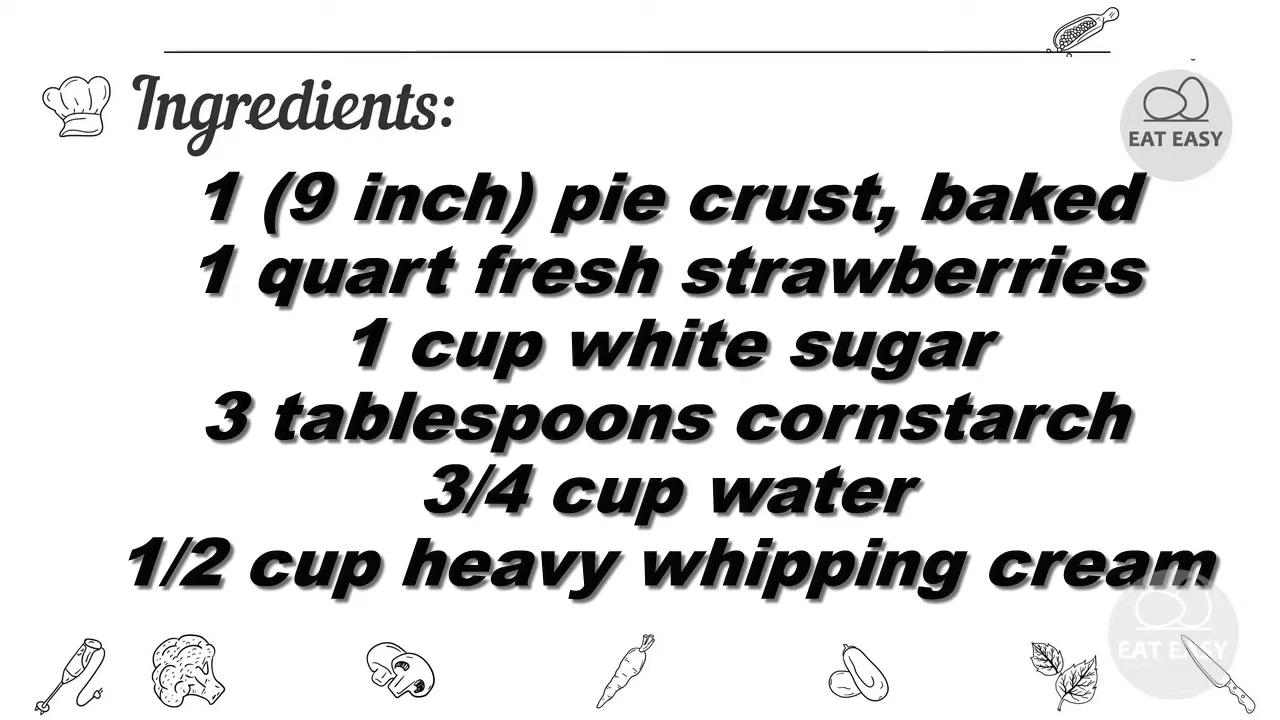 Ingredients:
EAT EASY
1 (9 inch) pie crust, baked
1 quart fresh strawberries
1 cup white sugar
3 tablespoons cornstarch
3/4 cup water
1/2 cup heavy whipping cream
EAT EASY